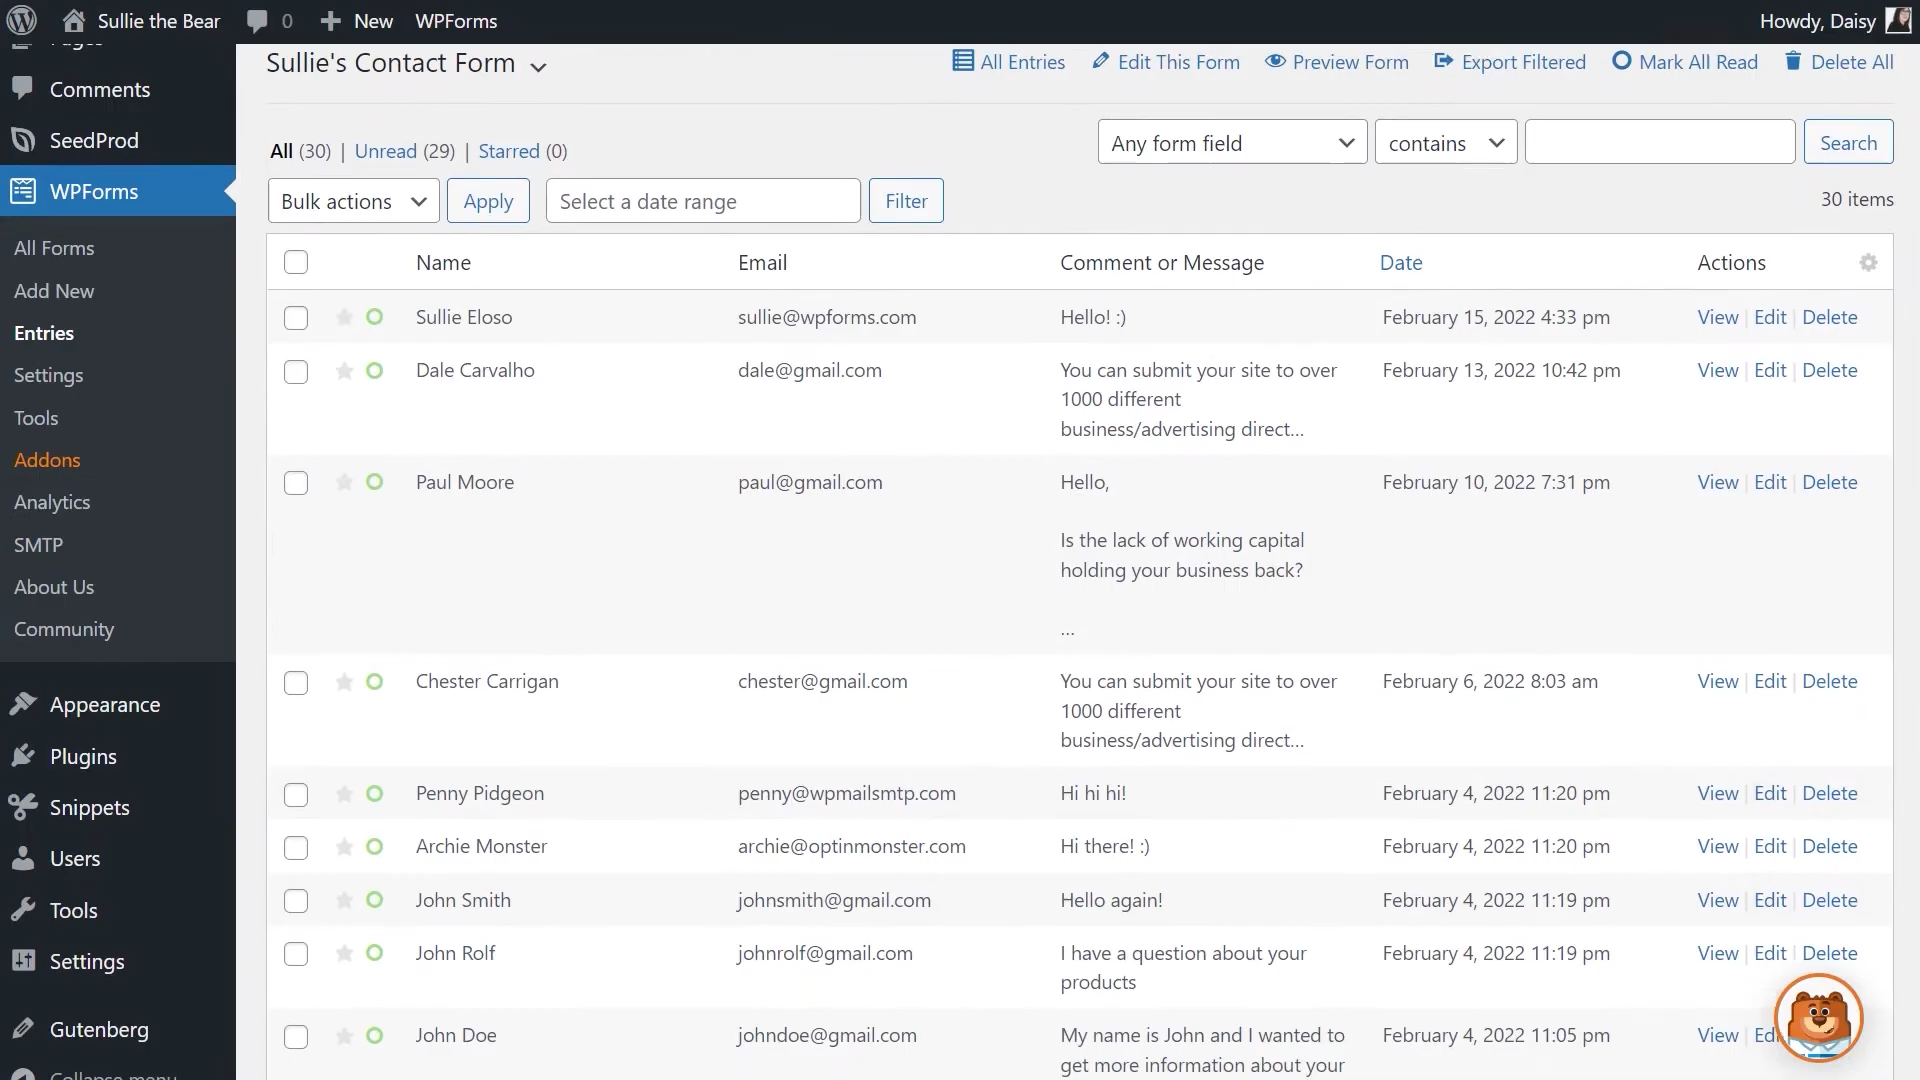 Sullie the Bear 0 New WPForms Howdy, Daisy
Pages
Comments
SeedProd
WPForms
All Forms
Add New
Entries
Settings
Tools
Addons
Analytics
SMTP
About Us
Community
Appearance
Plugins
Snippets
Users
Tools
Settings
Gutenberg
Collapse menu
Sullie's Contact Form All Entries Edit This Form Preview Form Export Filtered Mark All Read Delete All
All (30) | Unread (29) | Starred (0) Any form field contains Search
Bulk actions Apply Select a date range Filter 30 items
Name Email Comment or Message Date Actions
Sullie Eloso sullie@wpforms.com Hello! :) February 15, 2022 4:33 pm View | Edit | Delete
Dale Carvalho dale@gmail.com You can submit your site to over February 13, 2022 10:42 pm View | Edit | Delete
1000 different
business/advertising direct...
Paul Moore paul@gmail.com Hello, February 10, 2022 7:31 pm View | Edit | Delete
Is the lack of working capital
holding your business back?
...
Chester Carrigan chester@gmail.com You can submit your site to over February 6, 2022 8:03 am View | Edit | Delete
1000 different
business/advertising direct...
Penny Pidgeon penny@wpmailsmtp.com Hi hi hi! February 4, 2022 11:20 pm View | Edit | Delete
Archie Monster archie@optinmonster.com Hi there! :) February 4, 2022 11:20 pm View | Edit | Delete
John Smith johnsmith@gmail.com Hello again! February 4, 2022 11:19 pm View | Edit | Delete
John Rolf johnrolf@gmail.com I have a question about your February 4, 2022 11:19 pm View | Edit | Delete
products
John Doe johndoe@gmail.com My name is John and I wanted to February 4, 2022 11:05 pm View | Ed
get more information about your